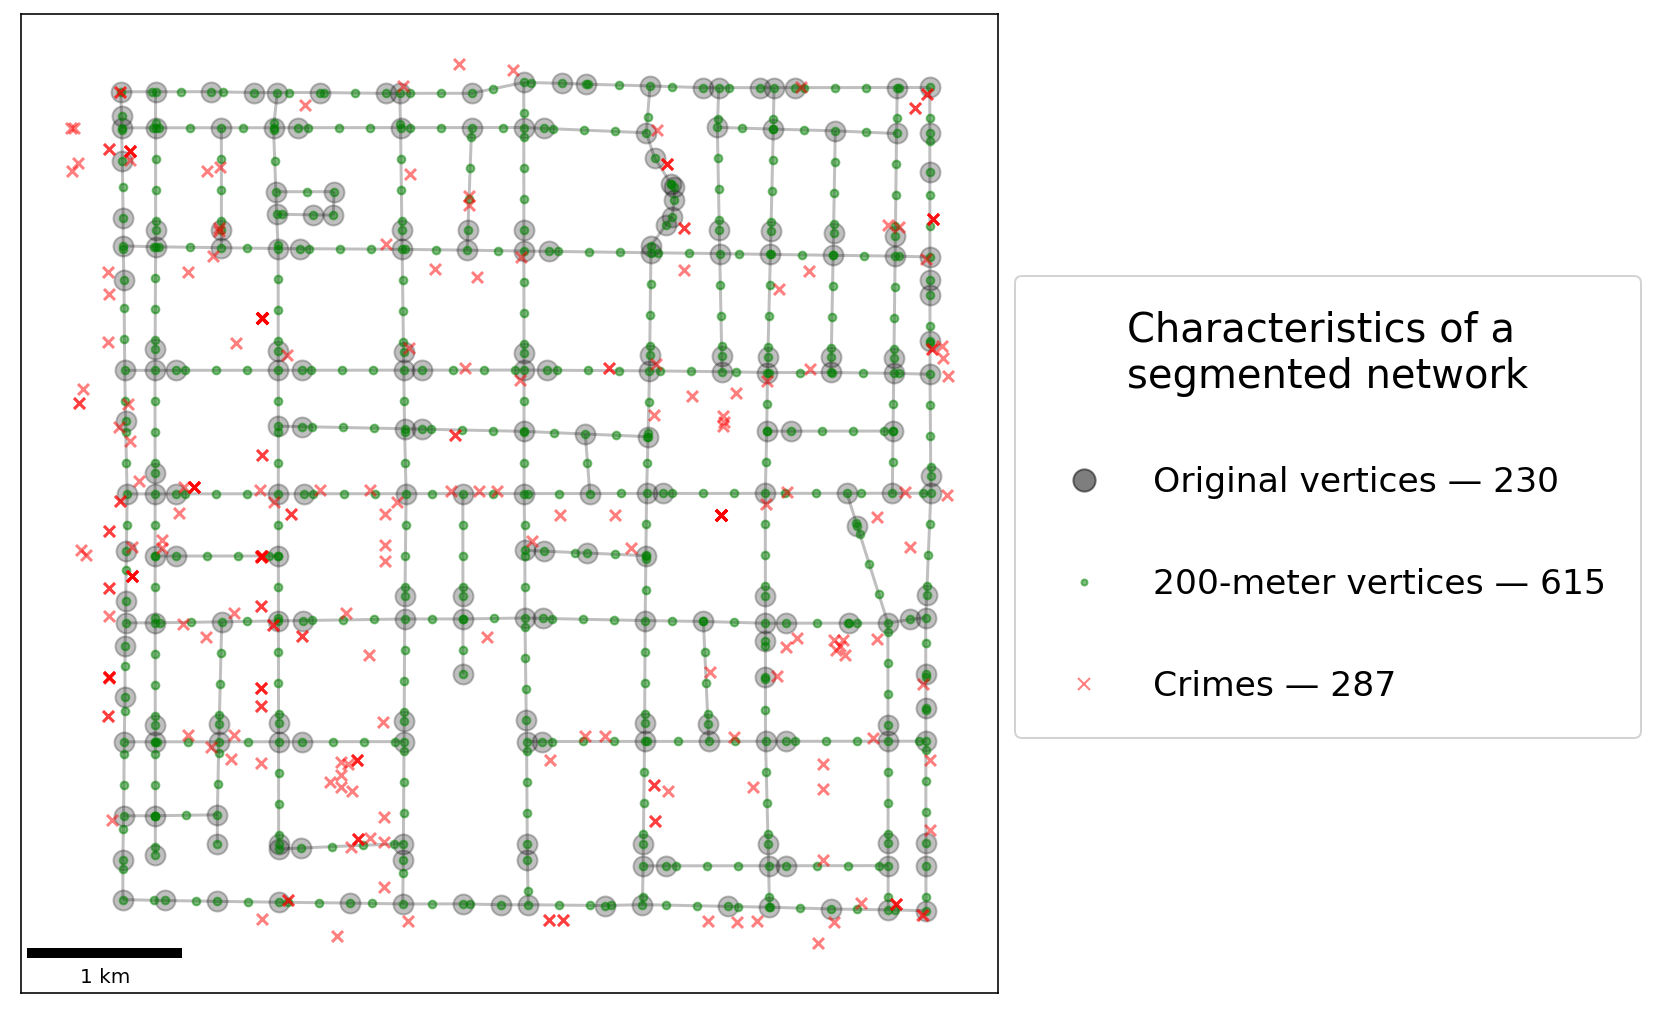 Characteristics of a
segmented network
Original vertices — 230
200-meter vertices — 615
Crimes — 287
1 km